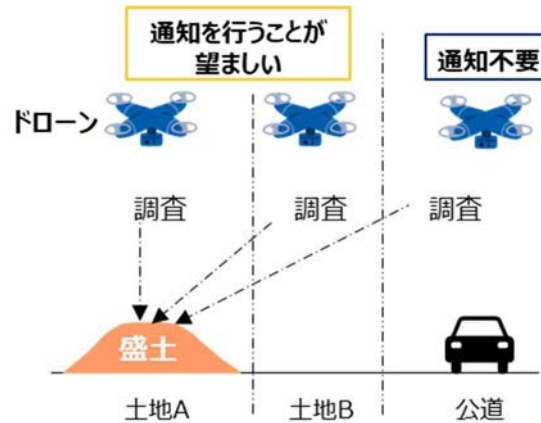 通知を行うことが
望ましい
通知不要
ドローン
調査
調査
調査
盛土
土地A
土地B
公道